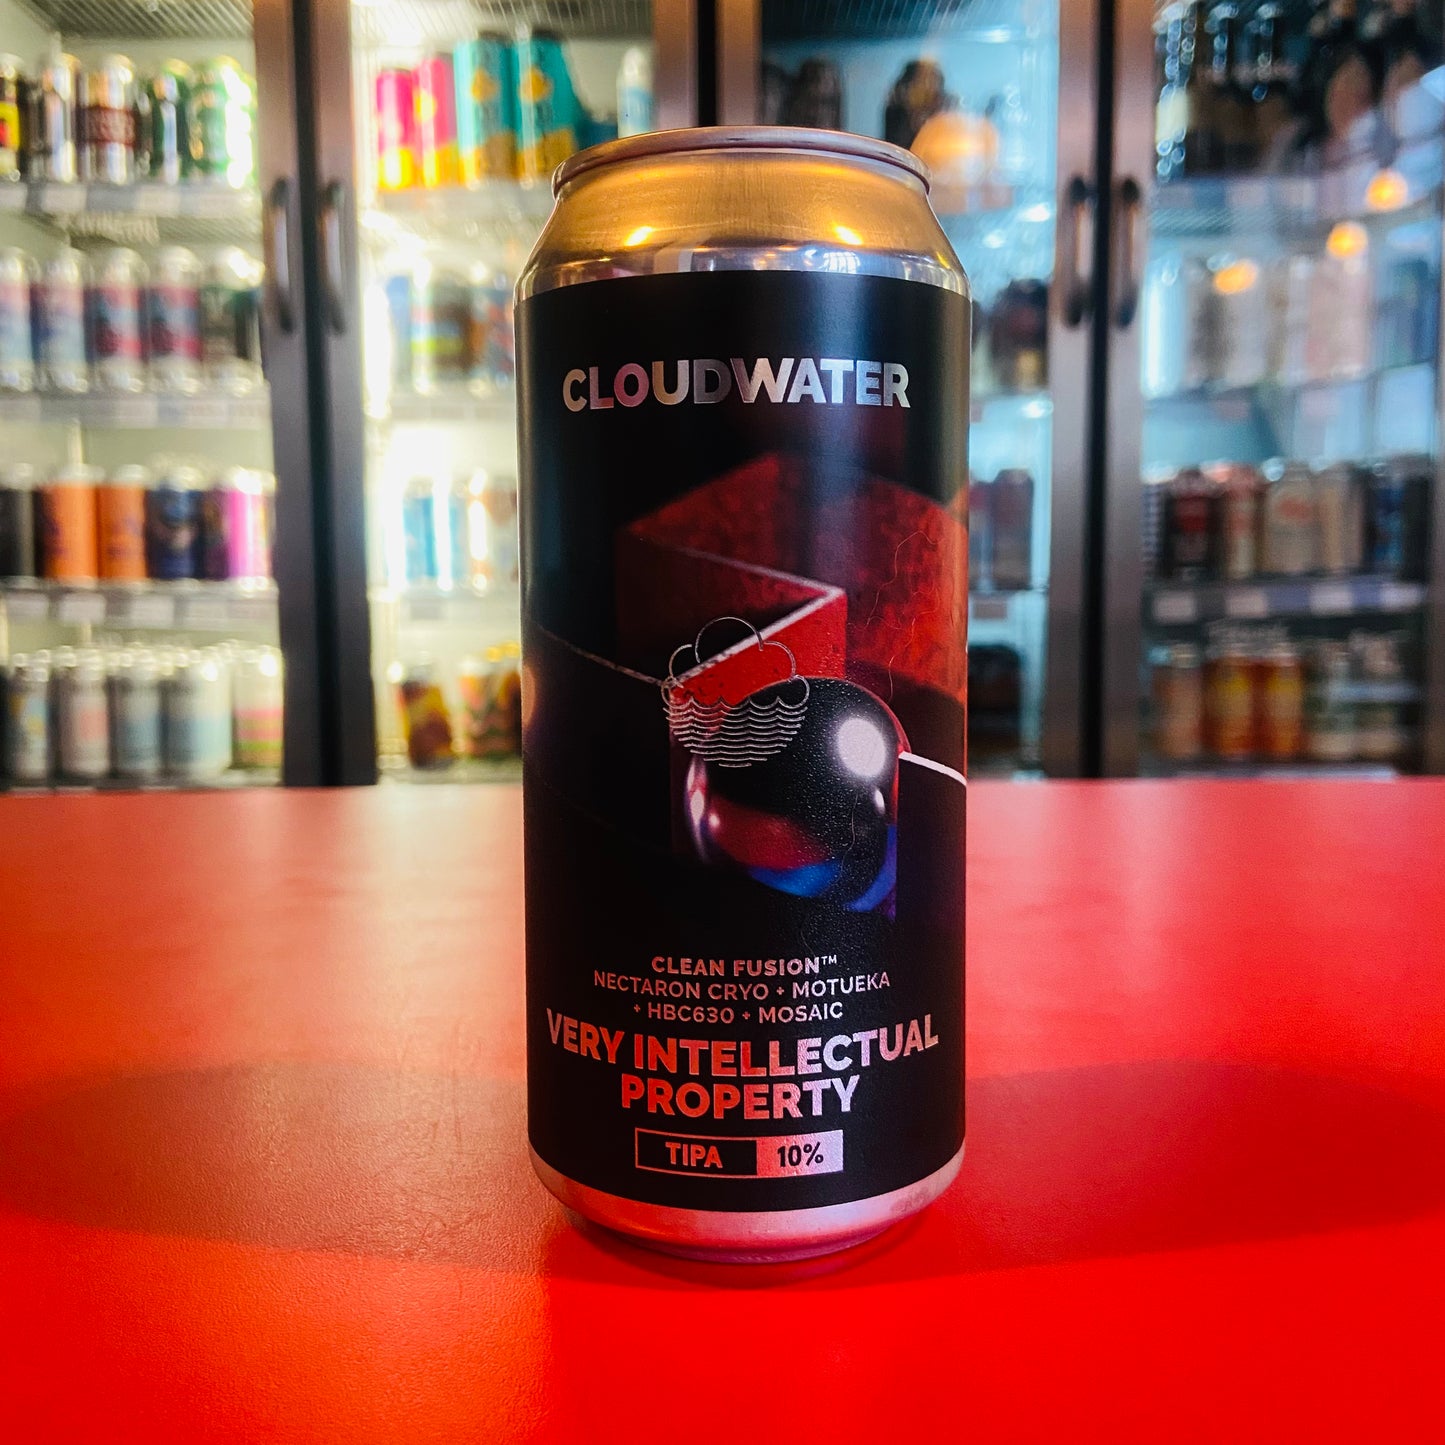 CLOUDWATER
CLEAN FUSION™
NECTARON CRYO + MOTUEKA
+ HBC630 + MOSAIC
VERY INTELLECTUAL
PROPERTY
TIPA 10%